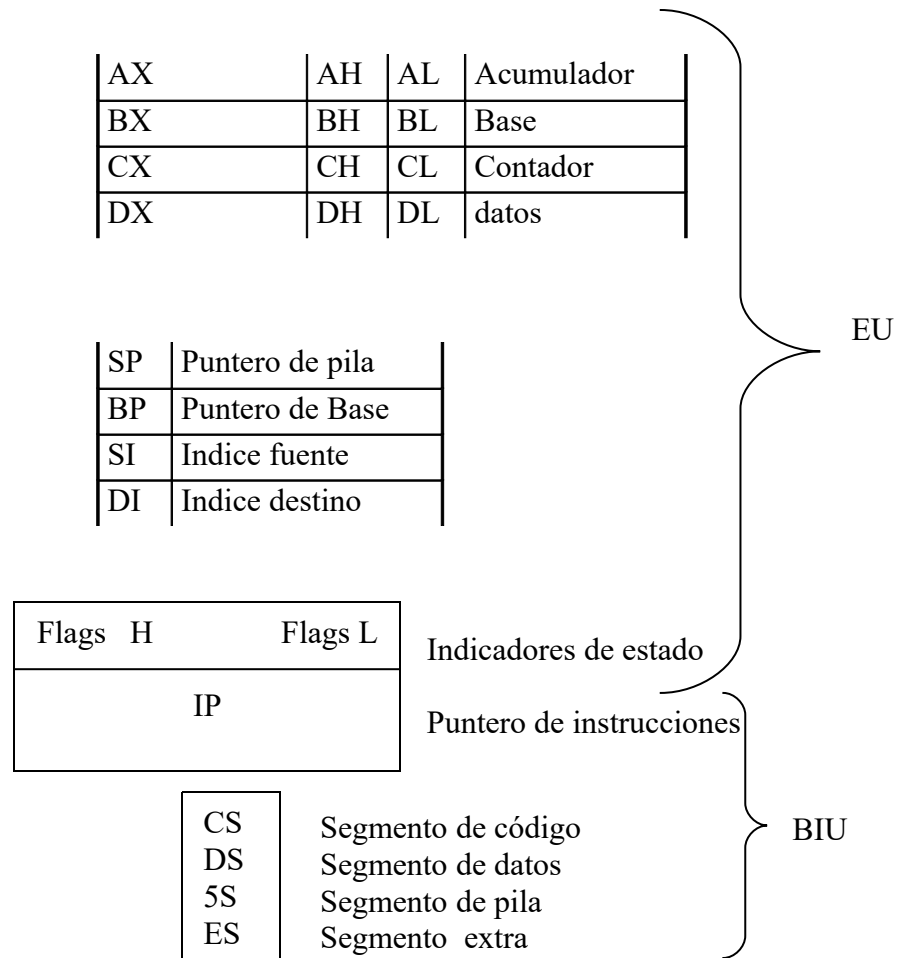 AX AH AL Acumulador
BX BH BL Base
CX CH CL Contador
DX DH DL datos
EU
SP Puntero de pila
BP Puntero de Base
SI Indice fuente
DI Indice destino
Flags H Flags L Indicadores de estado
IP Puntero de instrucciones
CS Segmento de código
BIU
DS Segmento de datos
5S Segmento de pila
ES Segmento extra